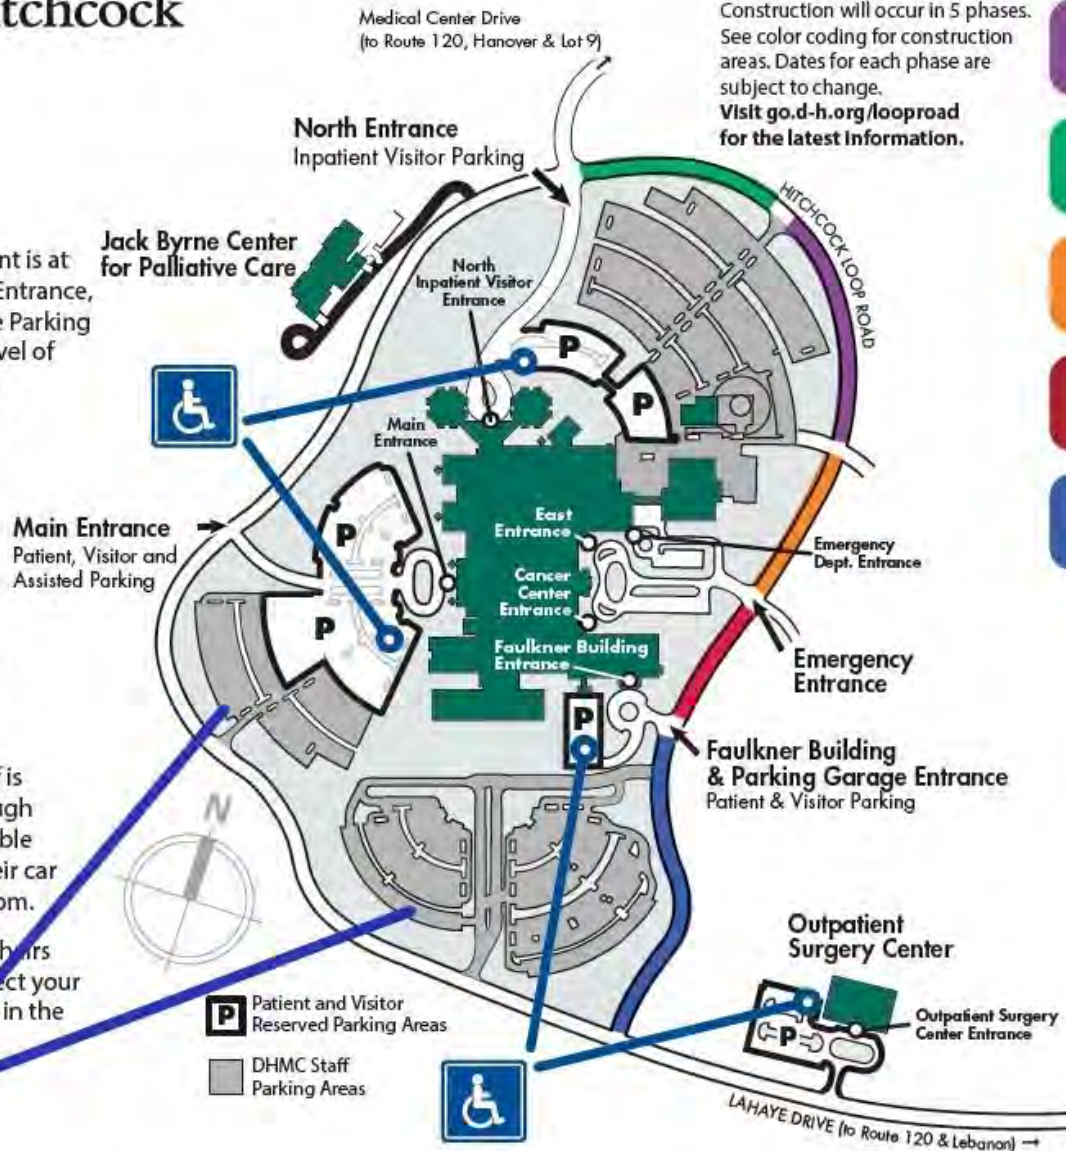 tchcock
Medical Center Drive
(to Route 120, Hanover & Lot 9)
Construction will occur in 5 phases.
See color coding for construction
areas. Dates for each phase are
subject to change.
Visit go.d-h.org/looproad
for the latest information.
North Entrance
Inpatient Visitor Parking
HITCHCOCK LOOP ROAD
Jack Byrne Center
for Palliative Care
nt is at
Entrance,
e Parking
vel of
North
Inpatient Visitor
Entrance
P
P
Main
Entrance
Main Entrance
Patient, Visitor and
Assisted Parking
P
P
East
Entrance
Emergency
Dept. Entrance
Cancer
Center
Entrance
Faulkner Building
Entrance
Emergency
Entrance
P
Faulkner Building
& Parking Garage Entrance
Patient & Visitor Parking
f is
ugh
ble
eir car
om.
hairs
ect your
in the
N
Outpatient
Surgery Center
P
Outpatient Surgery
Center Entrance
P Patient and Visitor
Reserved Parking Areas
DHMC Staff
Parking Areas
LAHAYE DRIVE (to Route 120 & Lebanon) →